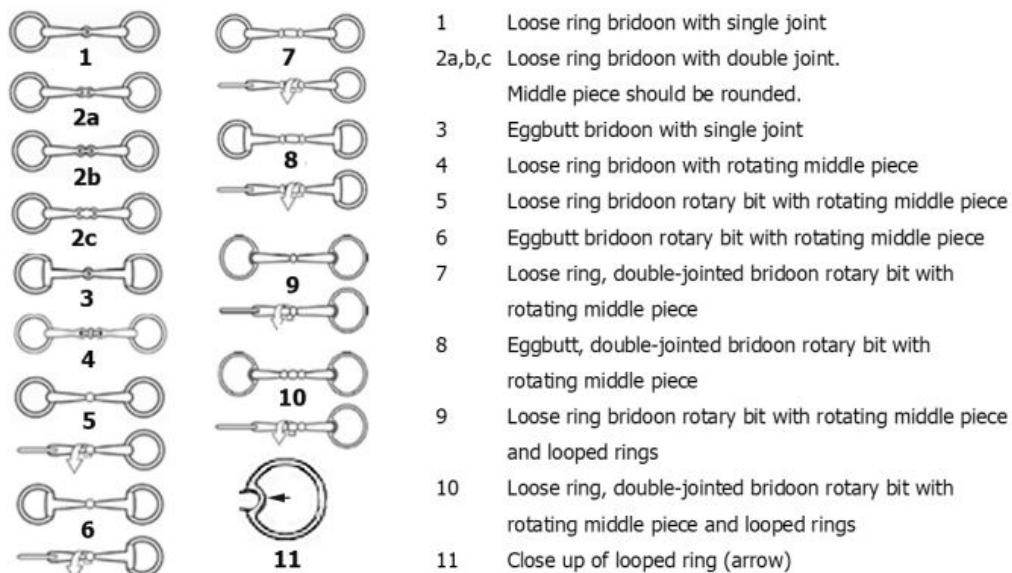 1
2a
2b
2c
3
4
5
6
7
8
9
10
11
1 Loose ring bridoon with single joint
2a,b,c Loose ring bridoon with double joint.
Middle piece should be rounded.
3 Eggbutt bridoon with single joint
4 Loose ring bridoon with rotating middle piece
5 Loose ring bridoon rotary bit with rotating middle piece
6 Eggbutt bridoon rotary bit with rotating middle piece
7 Loose ring, double-jointed bridoon rotary bit with
rotating middle piece
8 Eggbutt, double-jointed bridoon rotary bit with
rotating middle piece
9 Loose ring bridoon rotary bit with rotating middle piece
and looped rings
10 Loose ring, double-jointed bridoon rotary bit with
rotating middle piece and looped rings
11 Close up of looped ring (arrow)